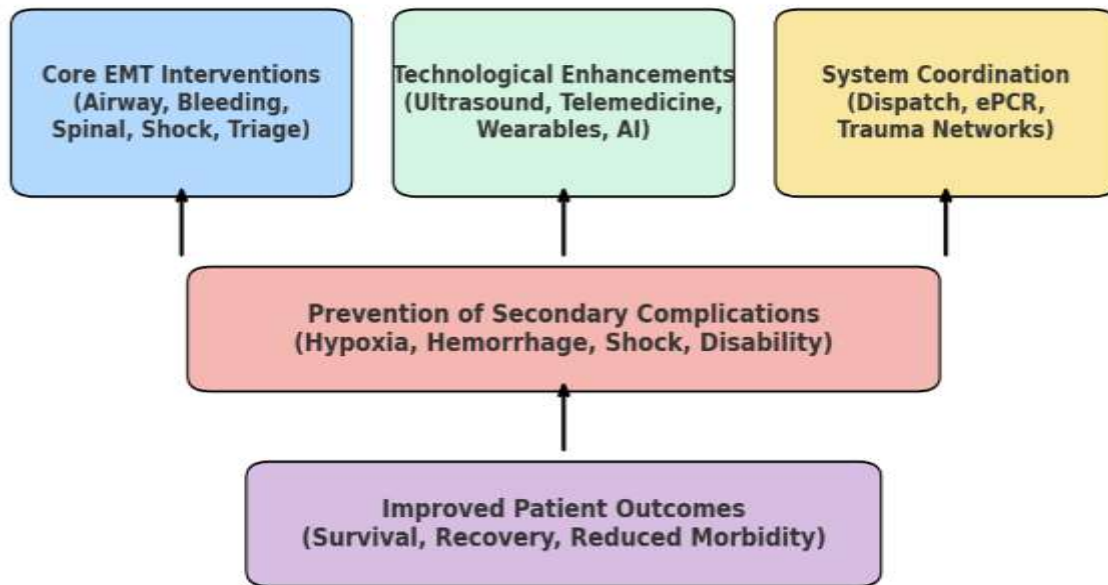 Core EMT Interventions
(Airway, Bleeding,
Spinal, Shock, Triage)
Technological Enhancements
(Ultrasound, Telemedicine,
Wearables, AI)
System Coordination
(Dispatch, ePCR,
Trauma Networks)
Prevention of Secondary Complications
(Hypoxia, Hemorrhage, Shock, Disability)
Improved Patient Outcomes
(Survival, Recovery, Reduced Morbidity)